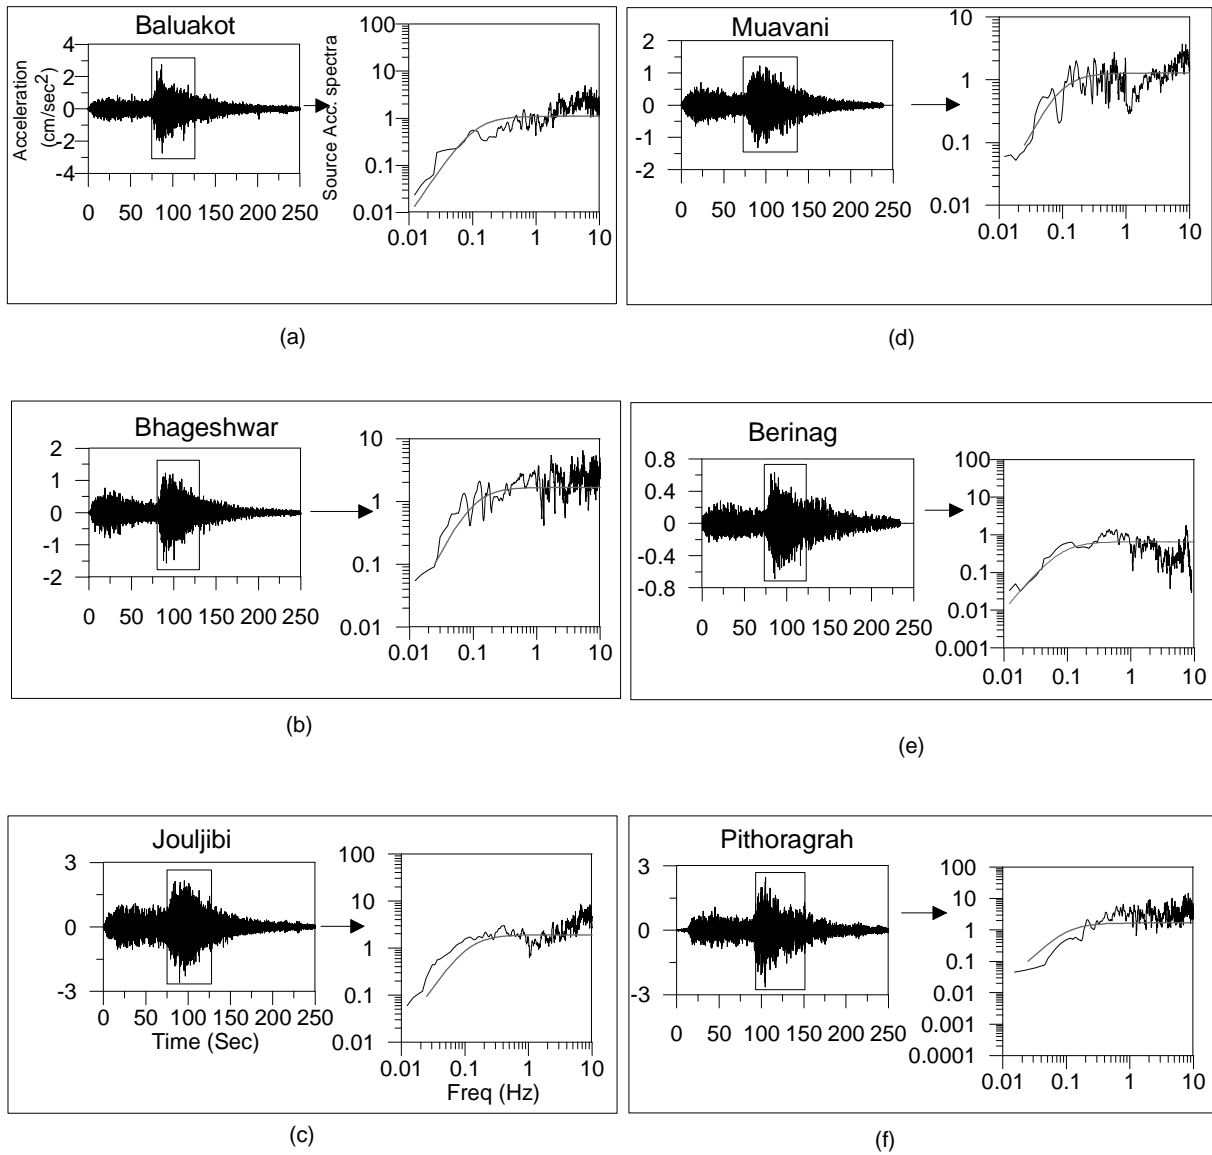 Baluakot
Acceleration
(cm/sec2)
4
2
0
-2
-4
0 50 100 150 200 250
Source Acc. spectra
100
10
1
0.1
0.01
0.01 0.1 1 10
(a)
Muavani
2
1
0
-1
-2
0 50 100 150 200 250
10
1
0.1
0.01
0.01 0.1 1 10
(d)
Bhageshwar
2
1
0
-1
-2
0 50 100 150 200 250
10
1
0.1
0.01
0.01 0.1 1 10
(b)
Berinag
0.8
0.4
0
-0.4
-0.8
0 50 100 150 200 250
100
10
1
0.1
0.01
0.001
0.01 0.1 1 10
(e)
Jouljibi
3
0
-3
0 50 100 150 200 250
Time (Sec)
100
10
1
0.1
0.01
0.01 0.1 1 10
Freq (Hz)
(c)
Pithoragrah
3
0
-3
0 50 100 150 200 250
100
10
1
0.1
0.01
0.001
0.0001
0.01 0.1 1 10
(f)